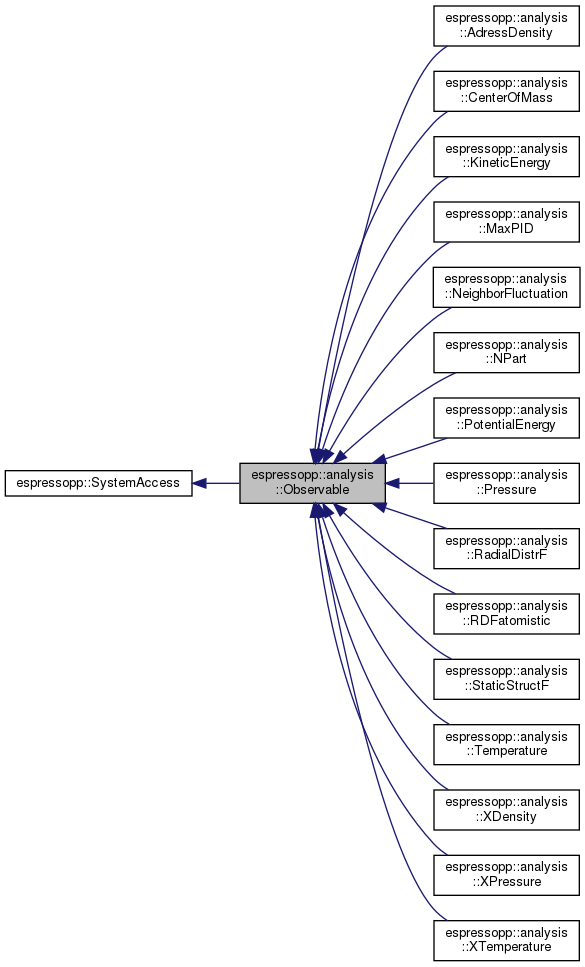 espressopp::analysis
::AdressDensity
espressopp::analysis
::CenterOfMass
espressopp::analysis
::KineticEnergy
espressopp::analysis
::MaxPID
espressopp::analysis
::NeighborFluctuation
espressopp::analysis
::NPart
espressopp::analysis
::PotentialEnergy
espressopp::SystemAccess
espressopp::analysis
::Observable
espressopp::analysis
::Pressure
espressopp::analysis
::RadialDistrF
espressopp::analysis
::RDFatomistic
espressopp::analysis
::StaticStructF
espressopp::analysis
::Temperature
espressopp::analysis
::XDensity
espressopp::analysis
::XPressure
espressopp::analysis
::XTemperature